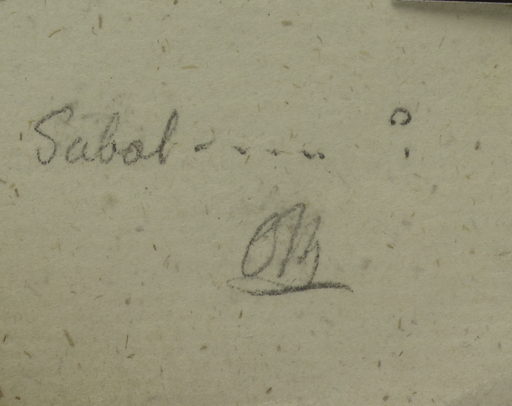 Sabal - . . . . ?